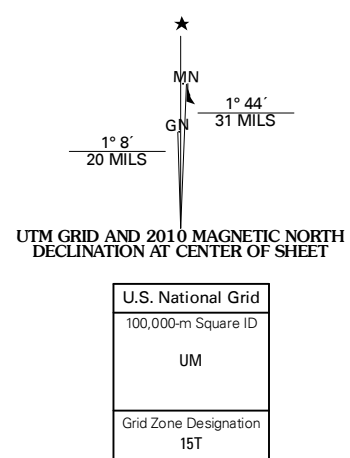 MN
GN
1° 44´
31 MILS
1° 8´
20 MILS
UTM GRID AND 2010 MAGNETIC NORTH
DECLINATION AT CENTER OF SHEET
U.S. National Grid
100,000-m Square ID
UM
Grid Zone Designation
15T